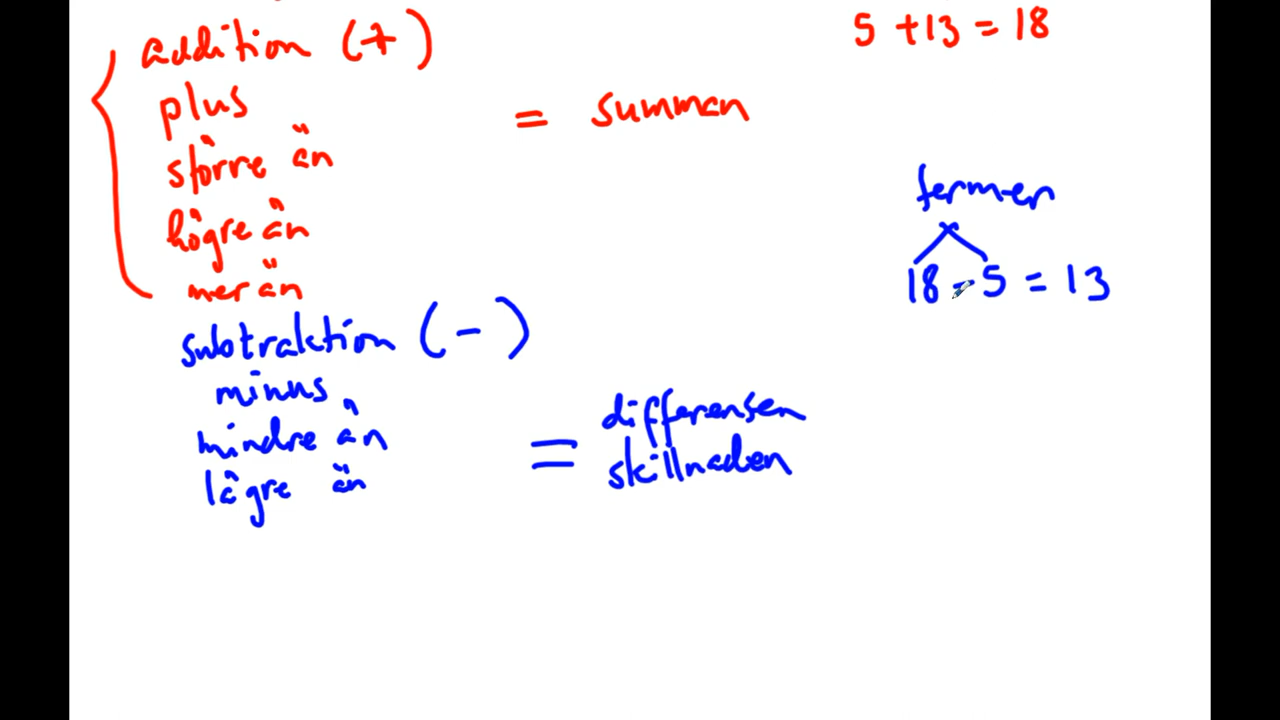 addition (+)
plus
större än
högre än
mer än
= summan
5 + 13 = 18
subtraktion (-)
minus
mindre än
lägre än
= differensen
skillnaden
termer
18 - 5 = 13